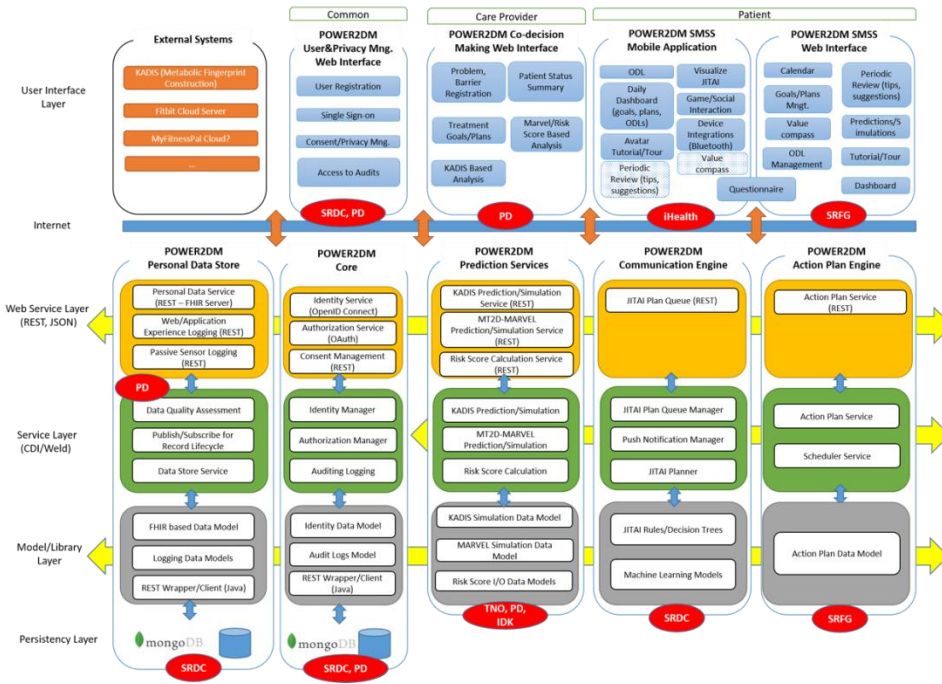 Common
Care Provider
Patient
External Systems
KADIS (Metabolic Fingerprint
Construction)
Fitbit Cloud Server
MyFitnessPal Cloud?
...
POWER2DM
User&Privacy Mng.
Web Interface
User Registration
Single Sign-on
Consent/Privacy Mng.
Access to Audits
SRDC, PD
POWER2DM Co-decision
Making Web Interface
Problem,
Barrier
Registration
Patient Status
Summary
Treatment
Goals/Plans
Marvel/Risk
Score Based
Analysis
KADIS Based
Analysis
PD
POWER2DM SMSS
Mobile Application
ODL
Visualize
JITAI
Daily
Dashboard
(goals, plans,
ODLs)
Game/Social
Interaction
Device
Integrations
(Bluetooth)
Avatar
Tutorial/Tour
Value
compass
Periodic
Review (tips,
suggestions)
iHealth
POWER2DM SMSS
Web Interface
Calendar
Periodic
Review (tips,
suggestions)
Goals/Plans
Mngt.
Value
compass
Predictions/S
imulations
ODL
Management
Tutorial/Tour
Questionnaire
Dashboard
SRFG
User Interface
Layer
Internet
POWER2DM
Personal Data Store
POWER2DM
Core
POWER2DM
Prediction Services
POWER2DM
Communication Engine
POWER2DM
Action Plan Engine
Web Service Layer
(REST, JSON)
Personal Data Service
(REST – FHIR Server)
Web/Application
Experience Logging (REST)
Passive Sensor Logging
(REST)
Identity Service
(OpenID Connect)
Authorization Service
(OAuth)
Consent Management
(REST)
KADIS Prediction/Simulation
Service (REST)
MT2D-MARVEL
Prediction/Simulation Service
(REST)
Risk Score Calculation Service
(REST)
JITAI Plan Queue (REST)
Action Plan Service
(REST)
PD
Service Layer
(CDI/Weld)
Data Quality Assessment
Publish/Subscribe for
Record Lifecycle
Data Store Service
Identity Manager
Authorization Manager
Auditing Logging
KADIS Prediction/Simulation
MT2D-MARVEL
Prediction/Simulation
Risk Score Calculation
JITAI Plan Queue Manager
Push Notification Manager
JITAI Planner
Action Plan Service
Scheduler Service
Model/Library
Layer
FHIR based Data Model
Logging Data Models
REST Wrapper/Client (Java)
Identity Data Model
Audit Logs Model
REST Wrapper/Client
(Java)
KADIS Simulation Data Model
MARVEL Simulation Data
Model
Risk Score I/O Data Models
JITAI Rules/Decision Trees
Machine Learning Models
Action Plan Data Model
TNO, PD,
IDK
SRDC
SRFG
Persistency Layer
mongoDB
SRDC
mongoDB
SRDC, PD